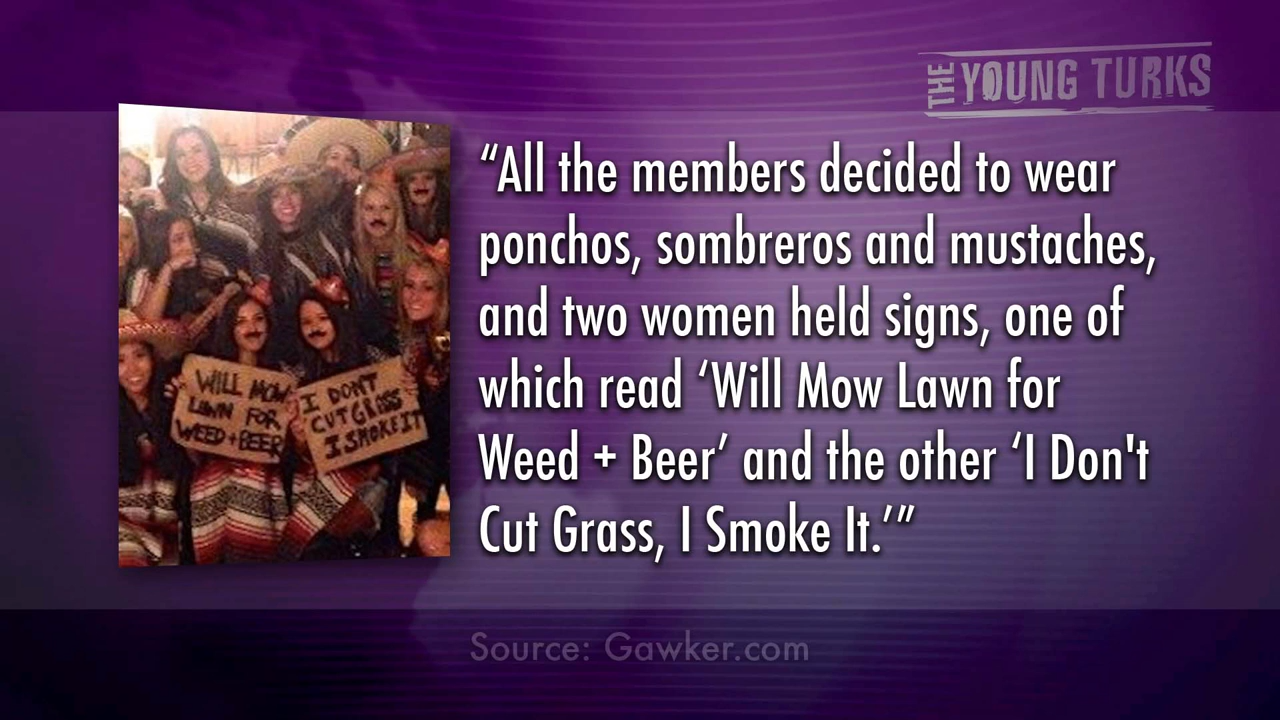 THE YOUNG TURKS
“All the members decided to wear
ponchos, sombreros and mustaches,
and two women held signs, one of
which read ‘Will Mow Lawn for
Weed + Beer’ and the other ‘I Don't
Cut Grass, I Smoke It.’”
WILL MOW
LAWN FOR
WEED + BEER
I DONT
CUT GRASS
I SMOKE IT
Source: Gawker.com